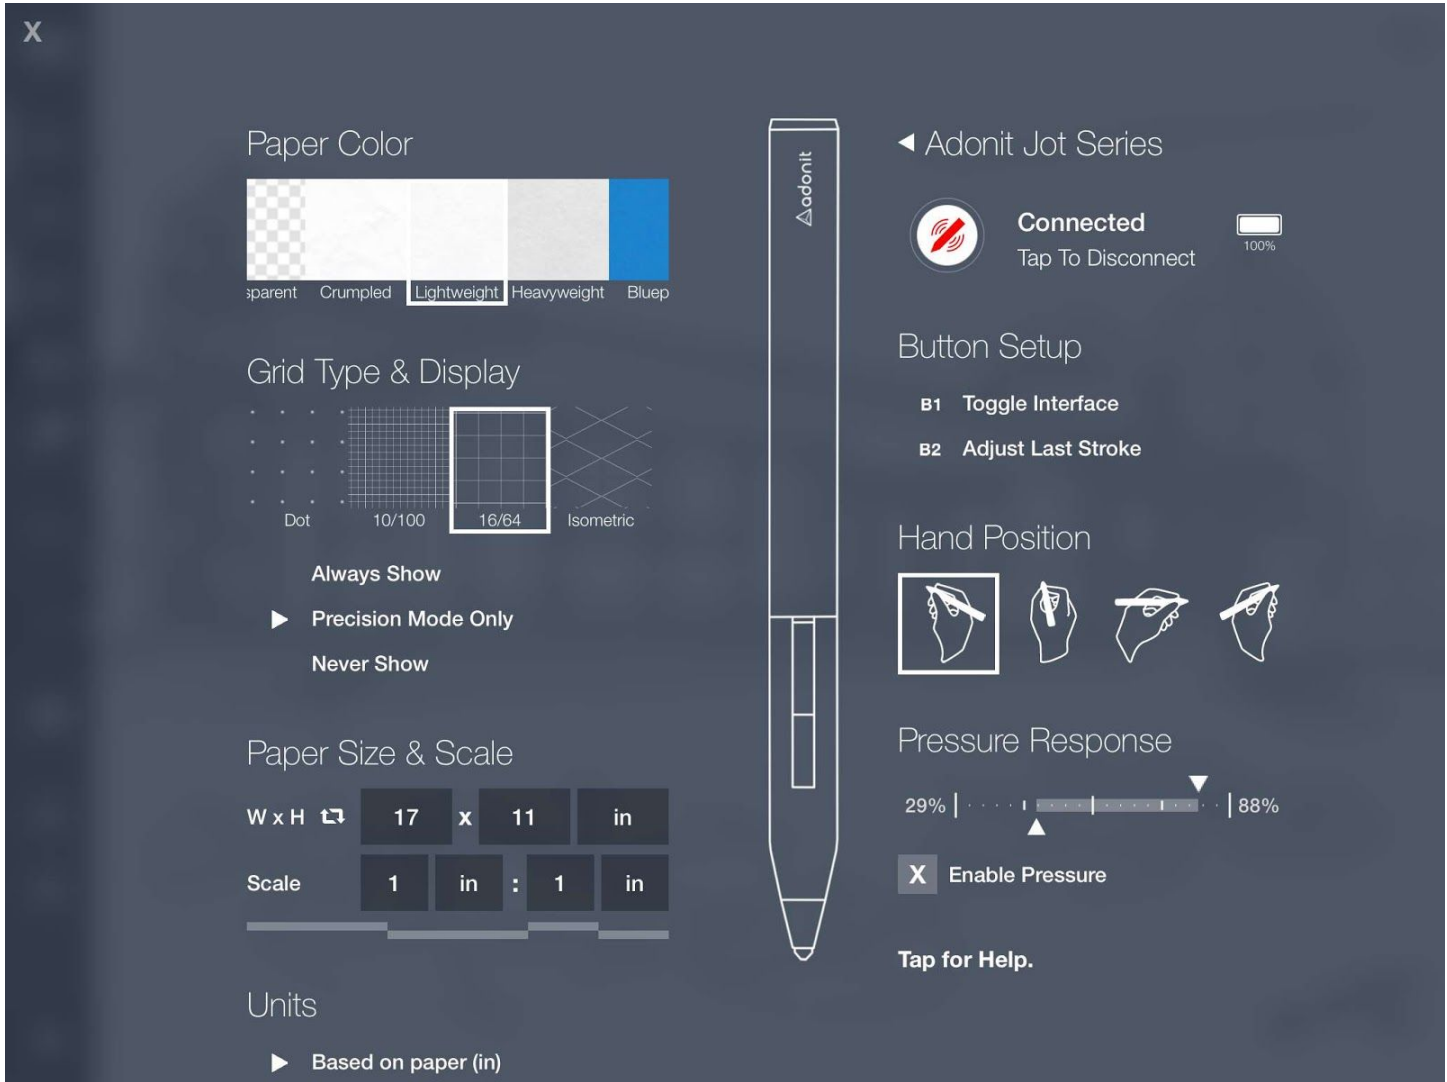 X
Paper Color
sparent Crumpled Lightweight Heavyweight Bluep
Grid Type & Display
Dot 10/100 16/64 Isometric
Always Show
Precision Mode Only
Never Show
Paper Size & Scale
W x H 17 x 11 in
Scale 1 in : 1 in
Units
Based on paper (in)
adonit
Adonit Jot Series
Connected
Tap To Disconnect
100%
Button Setup
B1 Toggle Interface
B2 Adjust Last Stroke
Hand Position
Pressure Response
29% 88%
X Enable Pressure
Tap for Help.